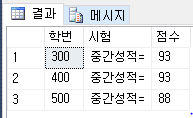 결과 메시지
학번 시험 점수
1 300 중간성적= 93
2 400 중간성적= 93
3 500 중간성적= 88